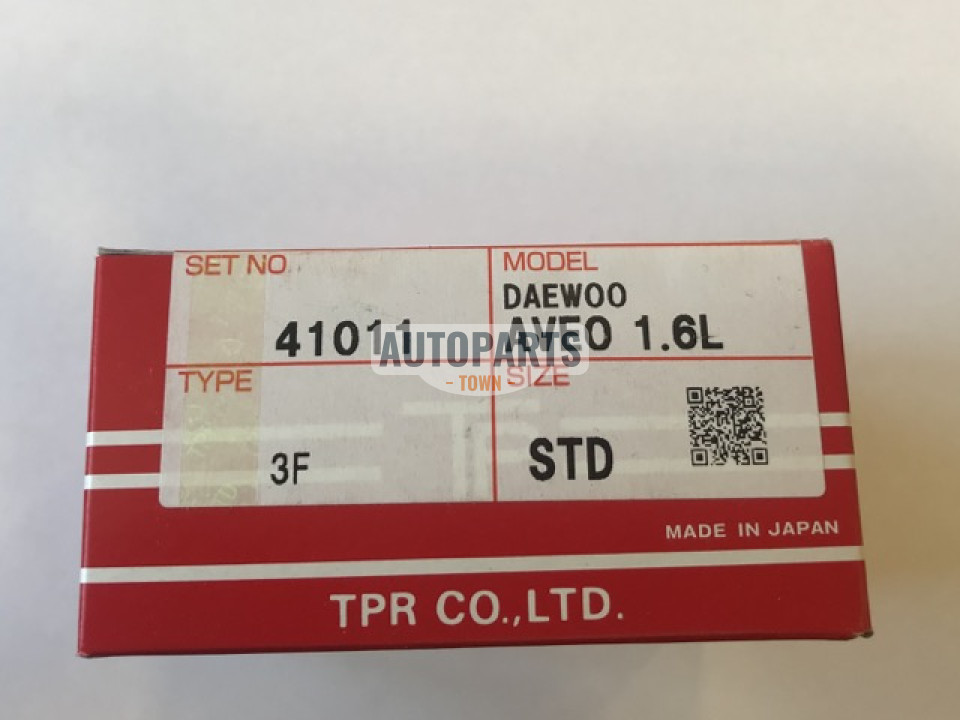 SET NO
MODEL
DAEWOO
41011
AVEO 1.6L
AUTOPARTS
- TOWN -
TYPE
SIZE
3F
STD
MADE IN JAPAN
TPR CO.,LTD.